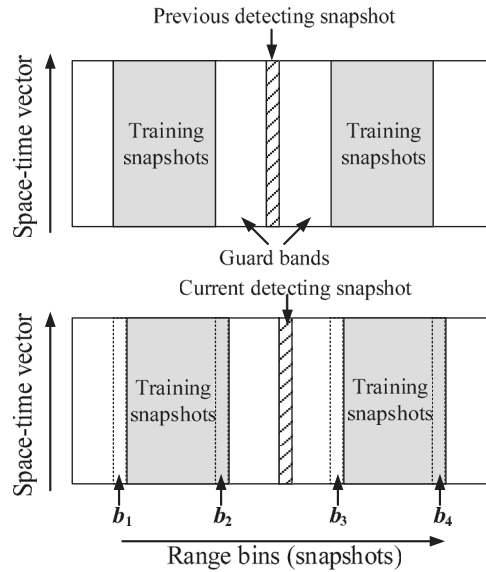 Previous detecting snapshot
Space-time vector
Training
snapshots
Training
snapshots
Guard bands
Current detecting snapshot
Space-time vector
Training
snapshots
Training
snapshots
b1
b2
b3
b4
Range bins (snapshots)